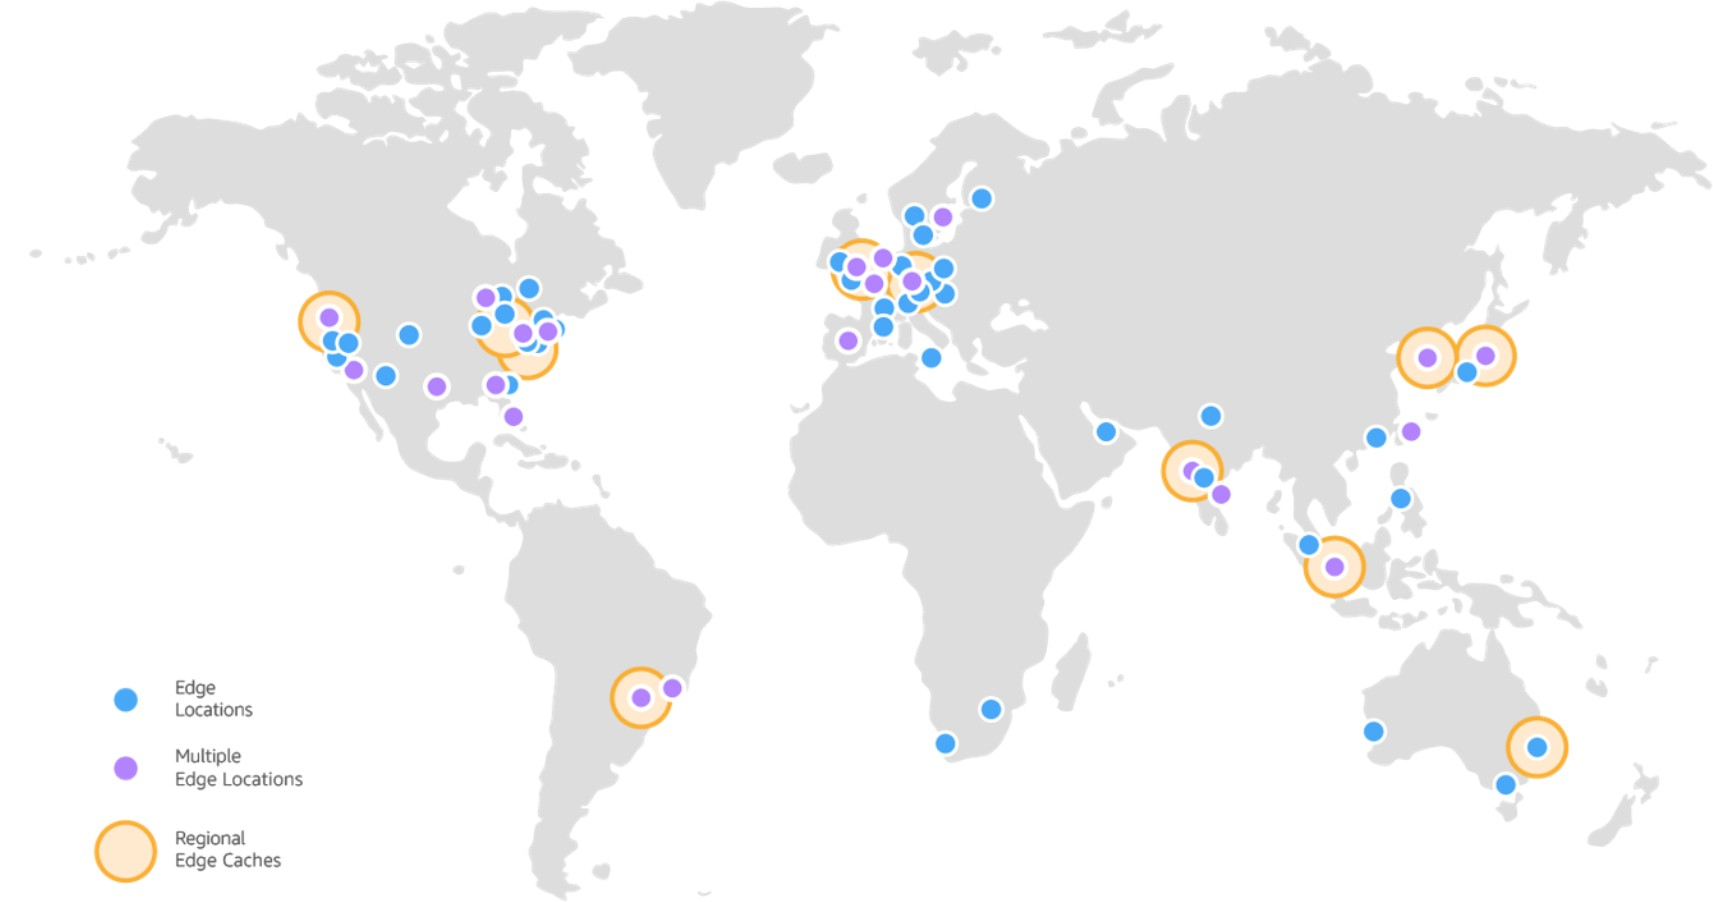 Edge
Locations
Multiple
Edge Locations
Regional
Edge Caches